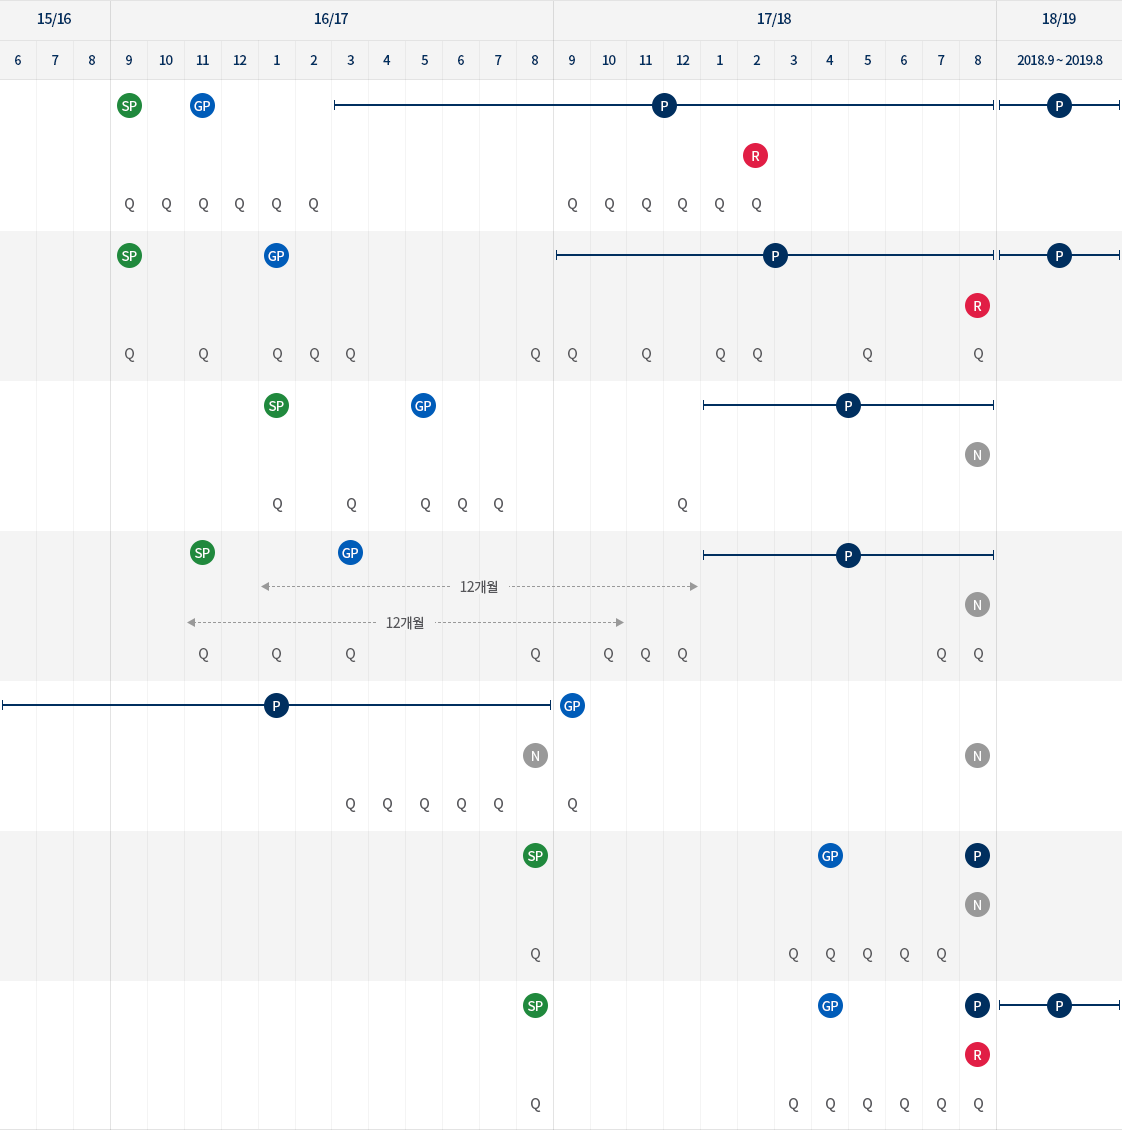 15/16 16/17 17/18 18/19
6 7 8 9 10 11 12 1 2 3 4 5 6 7 8 9 10 11 12 1 2 3 4 5 6 7 8 2018.9 ~ 2019.8
SP GP P P
R
Q Q Q Q Q Q Q Q Q Q Q Q
SP GP P P
R
Q Q Q Q Q Q Q Q Q Q Q Q
SP GP P
N
Q Q Q Q Q Q
SP GP P
12개월
N
12개월
Q Q Q Q Q Q Q Q Q
P GP
N N
Q Q Q Q Q Q
SP GP P
N
Q Q Q Q Q Q
SP GP P P
R
Q Q Q Q Q Q Q